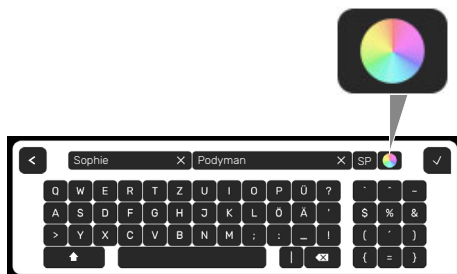 < Sophie × Podyman × SP ✓
Q W E R T Z U I O P Ü ? ` ^ ~
A S D F G H J K L Ö Ä ' $ % &
> Y X C V B N M ; : _ ! ( ´ )
| { = }